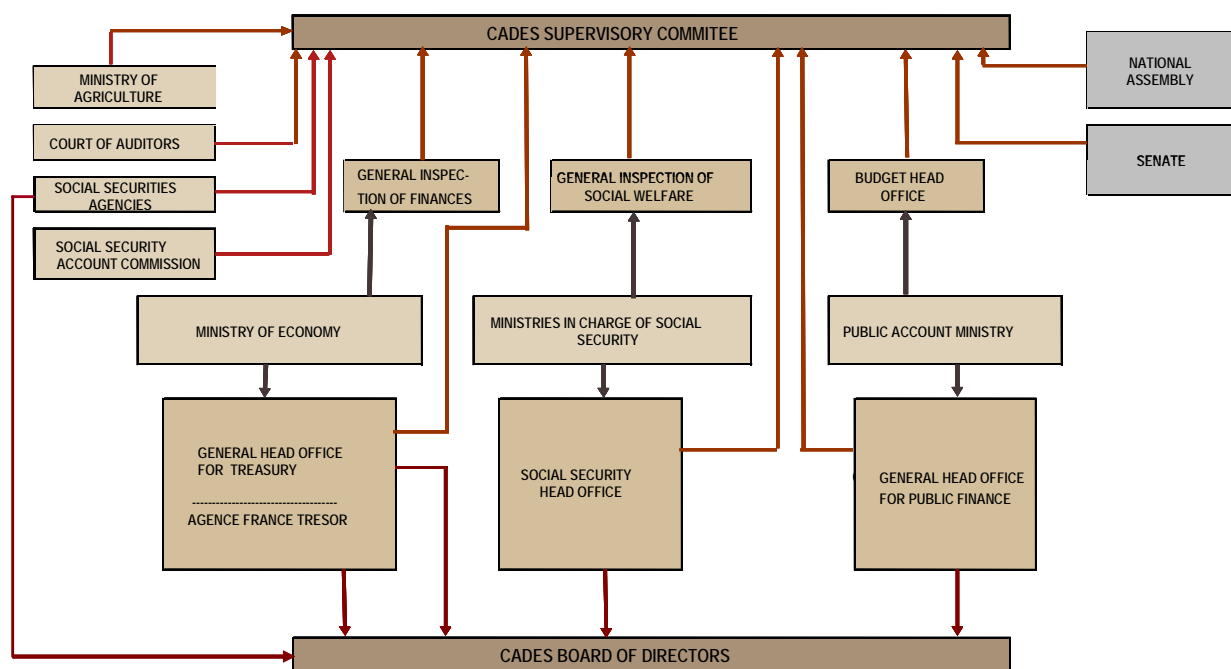 CADES SUPERVISORY COMMITEE
MINISTRY OF
AGRICULTURE
NATIONAL
ASSEMBLY
COURT OF AUDITORS
SENATE
SOCIAL SECURITIES
AGENCIES
GENERAL INSPEC-
TION OF FINANCES
GENERAL INSPECTION OF
SOCIAL WELFARE
BUDGET HEAD
OFFICE
SOCIAL SECURITY
ACCOUNT COMMISSION
MINISTRY OF ECONOMY
MINISTRIES IN CHARGE OF SOCIAL
SECURITY
PUBLIC ACCOUNT MINISTRY
GENERAL HEAD OFFICE
FOR TREASURY
------------------------------------
AGENCE FRANCE TRESOR
SOCIAL SECURITY
HEAD OFFICE
GENERAL HEAD OFFICE
FOR PUBLIC FINANCE
CADES BOARD OF DIRECTORS